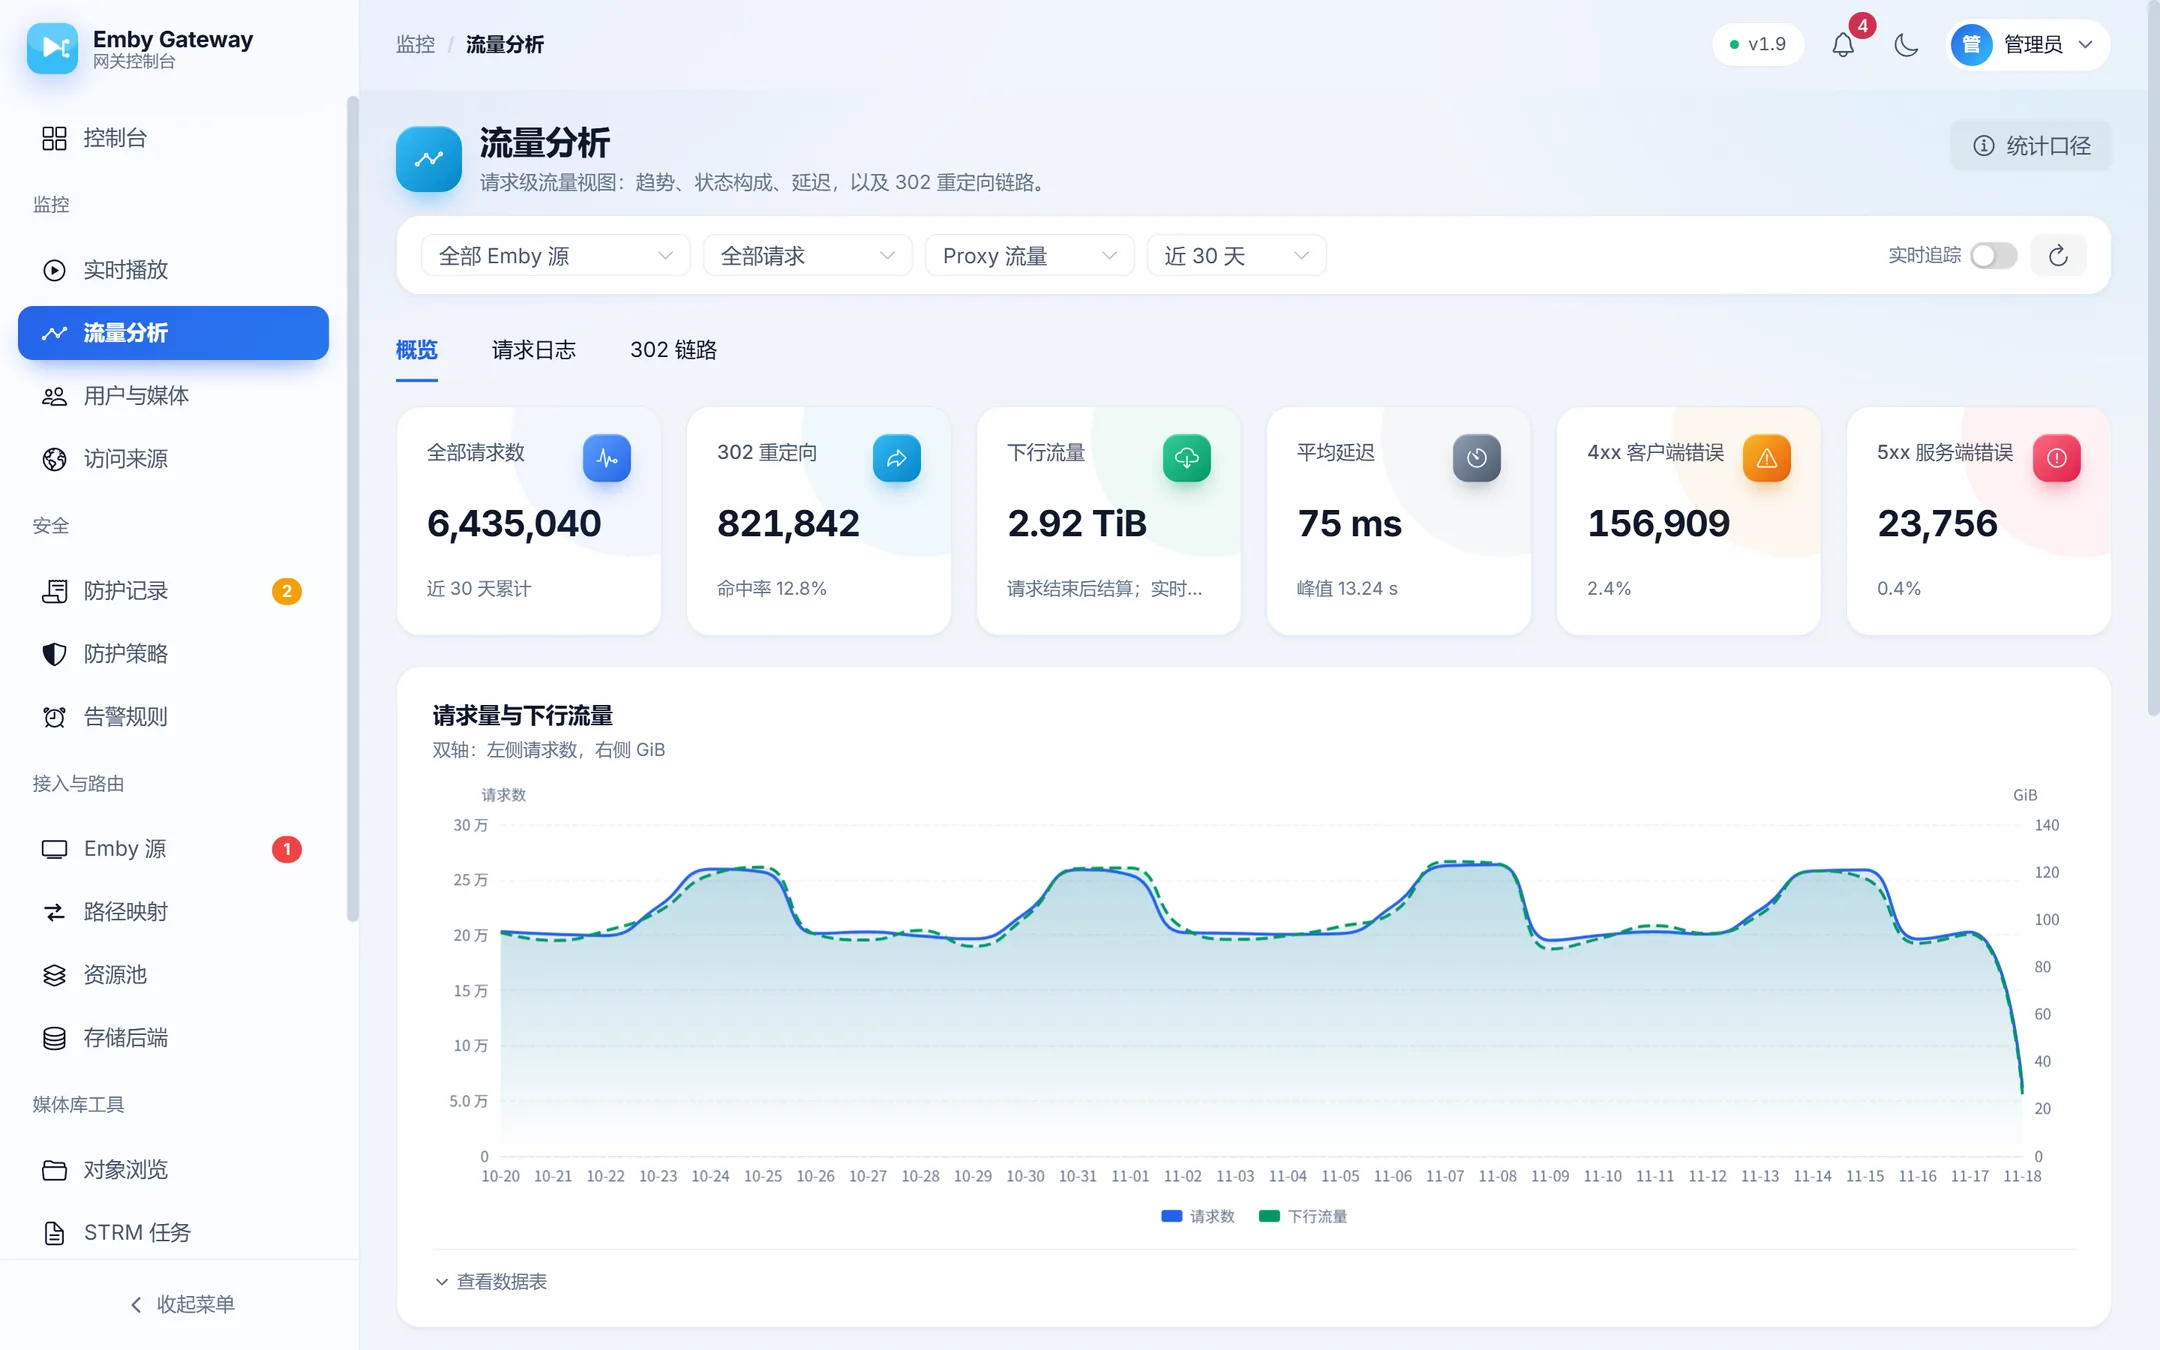 Emby Gateway
网关控制台
控制台
监控
实时播放
流量分析
用户与媒体
访问来源
安全
防护记录 2
防护策略
告警规则
接入与路由
Emby 源 1
路径映射
资源池
存储后端
媒体库工具
对象浏览
STRM 任务
收起菜单
监控 / 流量分析
v1.9
4
管 管理员
流量分析
请求级流量视图：趋势、状态构成、延迟，以及 302 重定向链路。
统计口径
全部 Emby 源 全部请求 Proxy 流量 近 30 天
实时追踪
概览 请求日志 302 链路
全部请求数
6,435,040
近 30 天累计
302 重定向
821,842
命中率 12.8%
下行流量
2.92 TiB
请求结束后结算；实时...
平均延迟
75 ms
峰值 13.24 s
4xx 客户端错误
156,909
2.4%
5xx 服务端错误
23,756
0.4%
请求量与下行流量
双轴：左侧请求数，右侧 GiB
请求数
GiB
30 万
25 万
20 万
15 万
10 万
5.0 万
0
140
120
100
80
60
40
20
0
10-20 10-21 10-22 10-23 10-24 10-25 10-26 10-27 10-28 10-29 10-30 10-31 11-01 11-02 11-03 11-04 11-05 11-06 11-07 11-08 11-09 11-10 11-11 11-12 11-13 11-14 11-15 11-16 11-17 11-18
请求数 下行流量
查看数据表